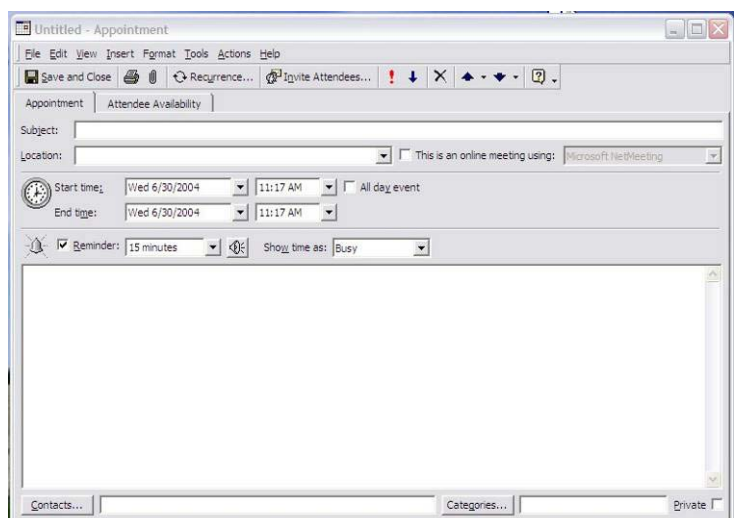 Untitled - Appointment
File Edit View Insert Format Tools Actions Help
Save and Close Recurrence... Invite Attendees...
Appointment Attendee Availability
Subject:
Location: This is an online meeting using: Microsoft NetMeeting
Start time: Wed 6/30/2004 11:17 AM All day event
End time: Wed 6/30/2004 11:17 AM
Reminder: 15 minutes Show time as: Busy
Contacts... Categories... Private